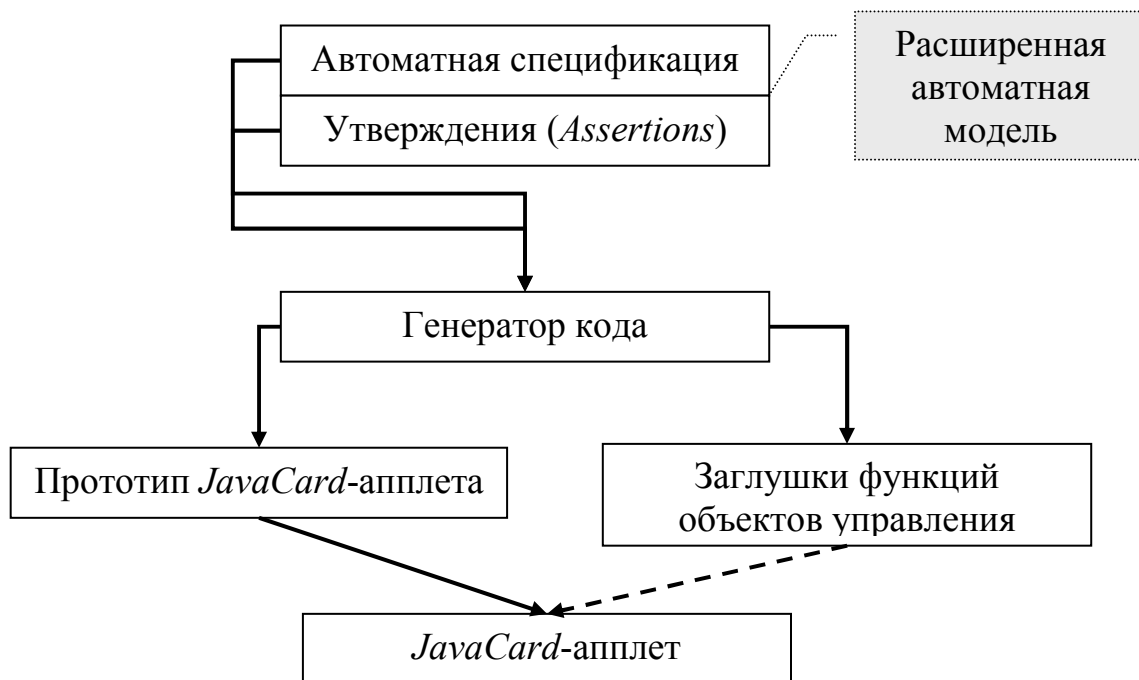 Автоматная спецификация
Утверждения (Assertions)
Расширенная
автоматная
модель
Генератор кода
Прототип JavaCard-апплета
Заглушки функций
объектов управления
JavaCard-апплет